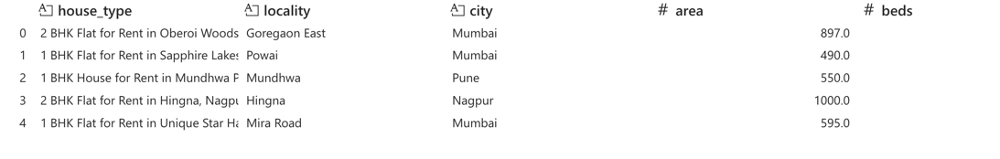 house_type locality city # area # beds
0 2 BHK Flat for Rent in Oberoi Woods Goregaon East Mumbai 897.0
1 1 BHK Flat for Rent in Sapphire Lakes Powai Mumbai 490.0
2 1 BHK House for Rent in Mundhwa P Mundhwa Pune 550.0
3 2 BHK Flat for Rent in Hingna, Nagpu Hingna Nagpur 1000.0
4 1 BHK Flat for Rent in Unique Star Ha Mira Road Mumbai 595.0